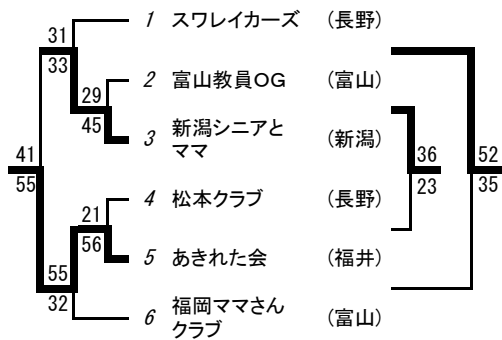 1 スワレイカーズ (長野)
31
33
2 富山教員OG (富山)
29
45
3 新潟シニアと
ママ (新潟)
41
55
36
23
52
35
4 松本クラブ (長野)
21
56
5 あきれた会 (福井)
55
32
6 福岡ママさん
クラブ (富山)